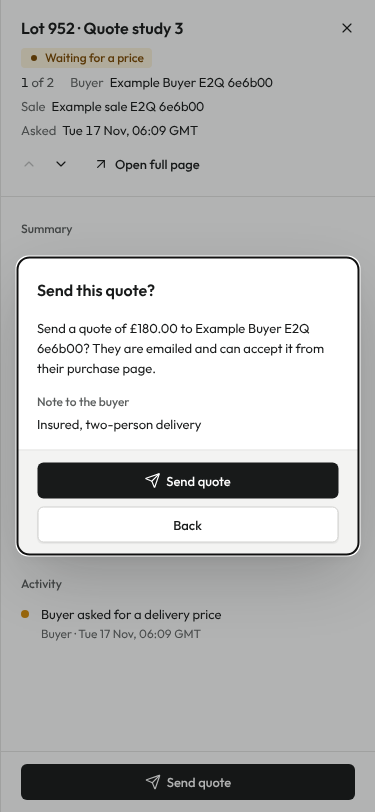 Lot 952 · Quote study 3
Waiting for a price
1 of 2 Buyer Example Buyer E2Q 6e6b00
Sale Example sale E2Q 6e6b00
Asked Tue 17 Nov, 06:09 GMT
Open full page
Summary
Send this quote?
Send a quote of £180.00 to Example Buyer E2Q
6e6b00? They are emailed and can accept it from
their purchase page.
Note to the buyer
Insured, two-person delivery
Send quote
Back
Activity
Buyer asked for a delivery price
Buyer · Tue 17 Nov, 06:09 GMT
Send quote